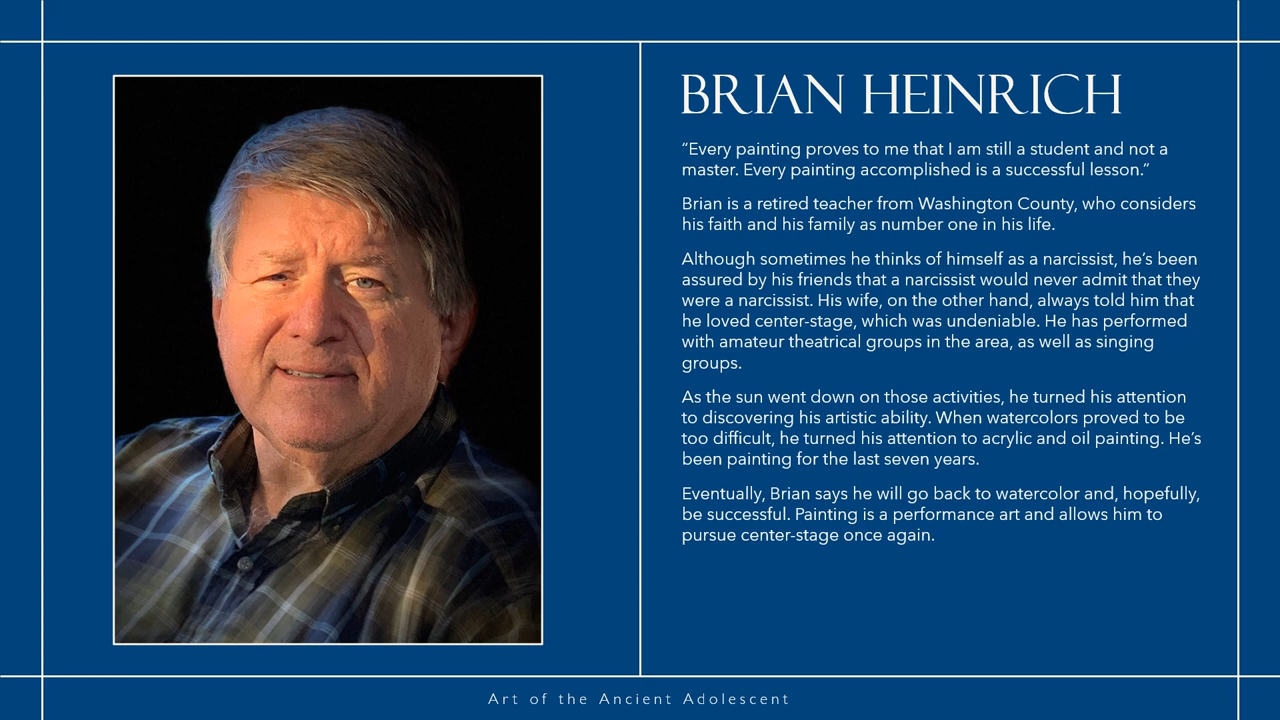 BRIAN HEINRICH
“Every painting proves to me that I am still a student and not a
master. Every painting accomplished is a successful lesson.”
Brian is a retired teacher from Washington County, who considers
his faith and his family as number one in his life.
Although sometimes he thinks of himself as a narcissist, he’s been
assured by his friends that a narcissist would never admit that they
were a narcissist. His wife, on the other hand, always told him that
he loved center-stage, which was undeniable. He has performed
with amateur theatrical groups in the area, as well as singing
groups.
As the sun went down on those activities, he turned his attention
to discovering his artistic ability. When watercolors proved to be
too difficult, he turned his attention to acrylic and oil painting. He’s
been painting for the last seven years.
Eventually, Brian says he will go back to watercolor and, hopefully,
be successful. Painting is a performance art and allows him to
pursue center-stage once again.
Art of the Ancient Adolescent